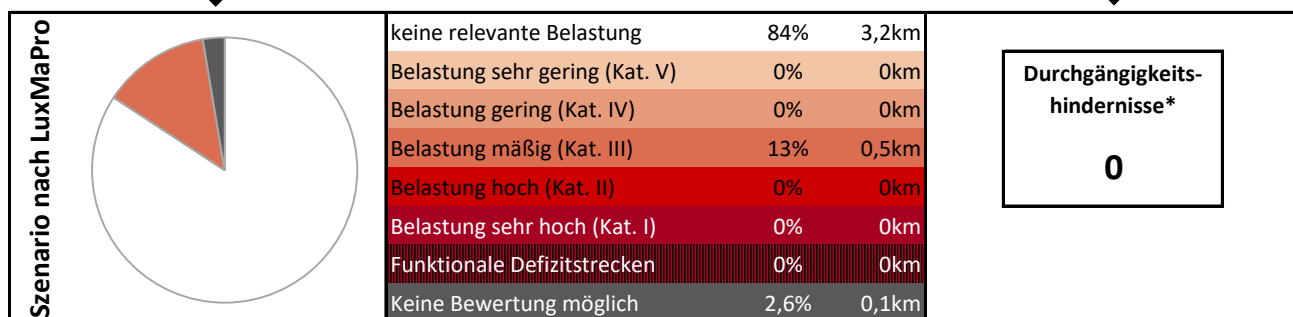 Szenario nach LuxMaPro
keine relevante Belastung 84% 3,2km
Belastung sehr gering (Kat. V) 0% 0km
Belastung gering (Kat. IV) 0% 0km
Belastung mäßig (Kat. III) 13% 0,5km
Belastung hoch (Kat. II) 0% 0km
Belastung sehr hoch (Kat. I) 0% 0km
Funktionale Defizitstrecken 0% 0km
Keine Bewertung möglich 2,6% 0,1km
Durchgängigkeits-
hindernisse*
0